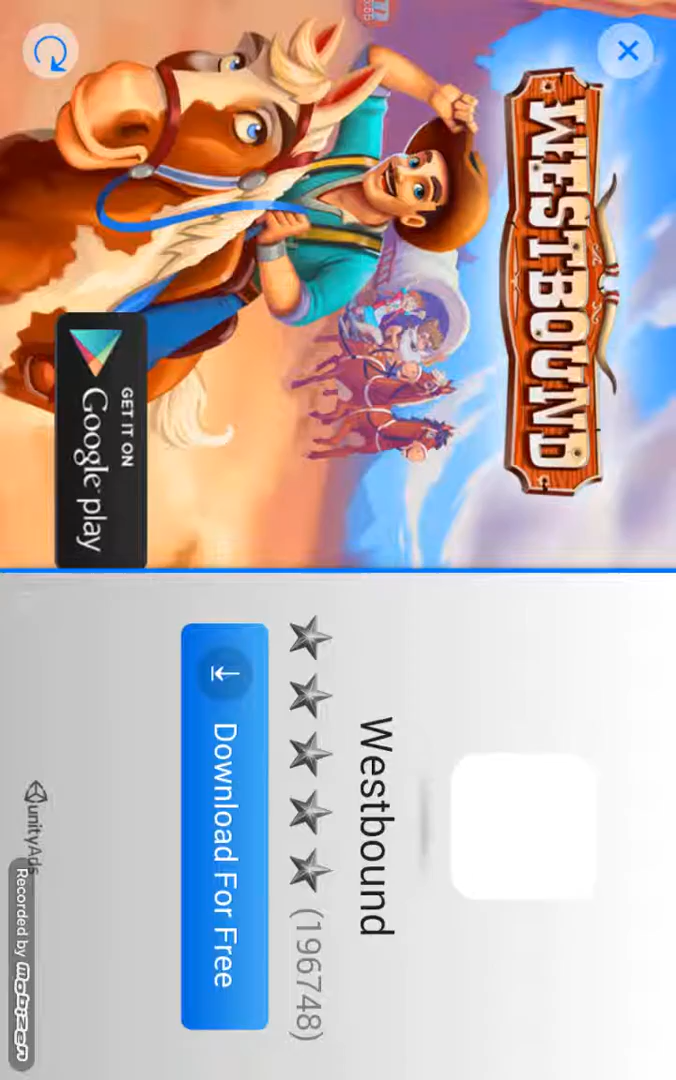 WESTBOUND
GET IT ON
Google play
Westbound
(196748)
Download For Free
unityAds
Recorded by mobizen